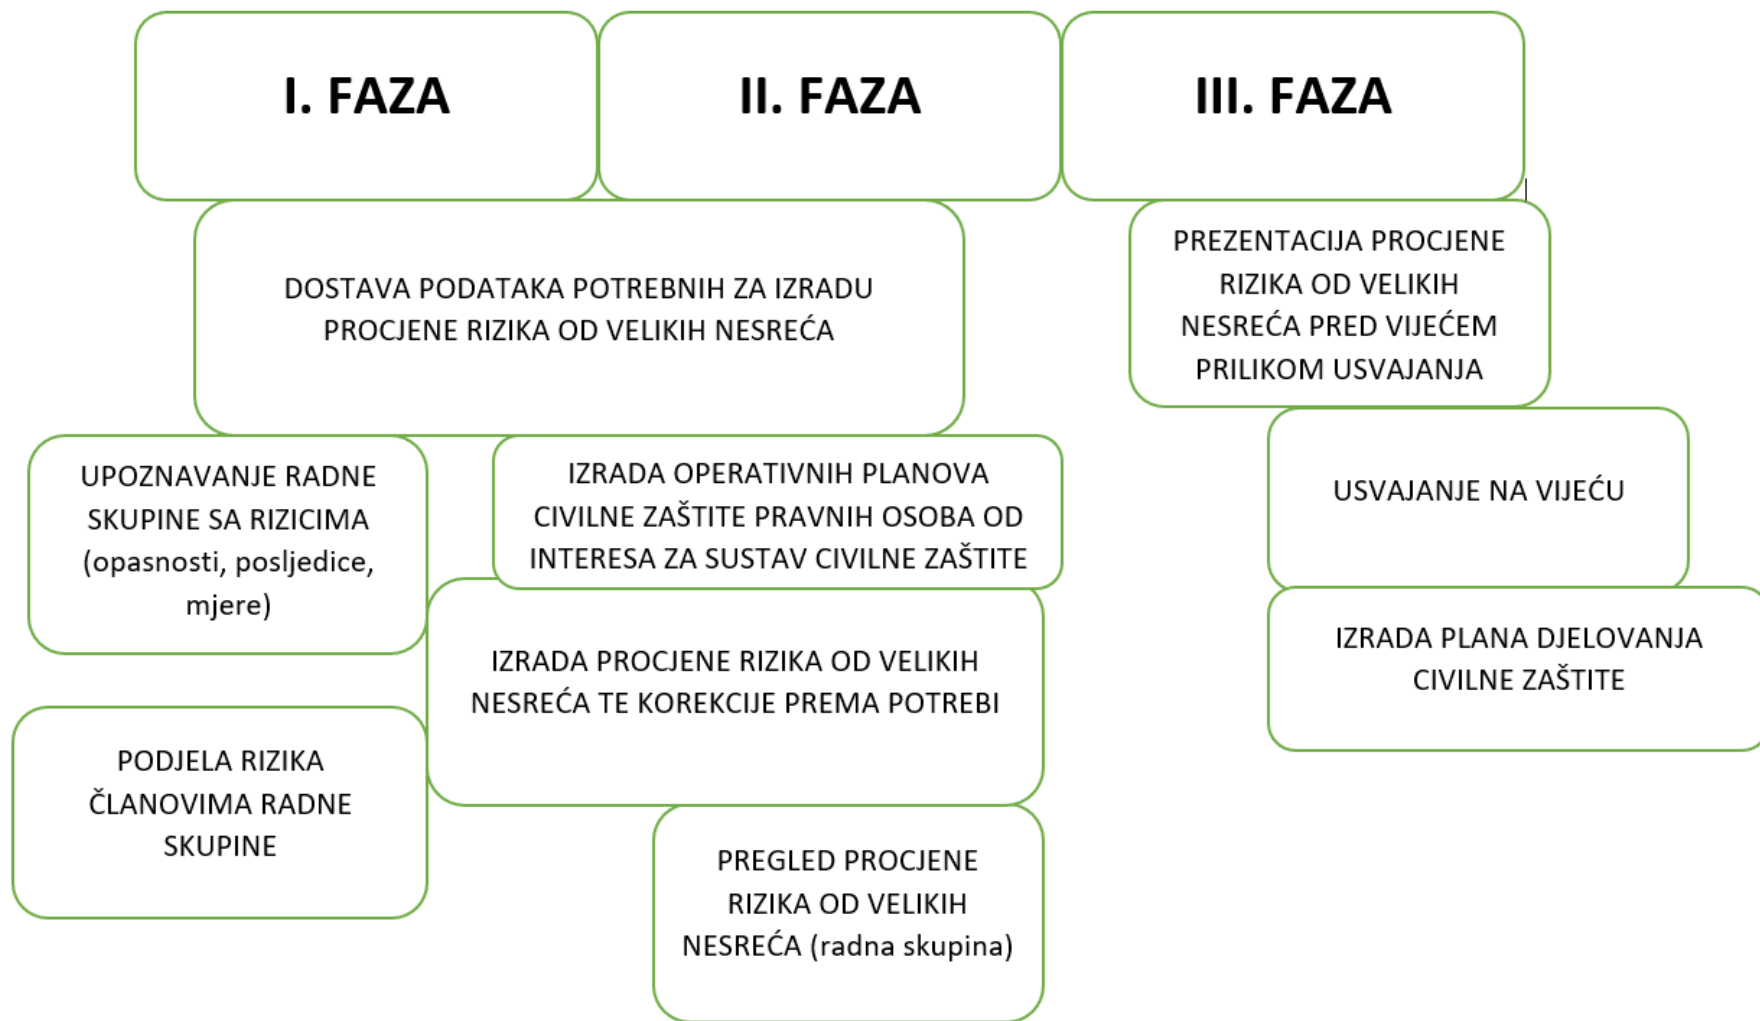 I. FAZA
II. FAZA
III. FAZA
DOSTAVA PODATAKA POTREBNIH ZA IZRADU
PROCJENE RIZIKA OD VELIKIH NESREĆA
PREZENTACIJA PROCJENE
RIZIKA OD VELIKIH
NESREĆA PRED VIJEĆEM
PRILIKOM USVAJANJA
UPOZNAVANJE RADNE
SKUPINE SA RIZICIMA
(opasnosti, posljedice,
mjere)
IZRADA OPERATIVNIH PLANOVA
CIVILNE ZAŠTITE PRAVNIH OSOBA OD
INTERESA ZA SUSTAV CIVILNE ZAŠTITE
USVAJANJE NA VIJEĆU
IZRADA PROCJENE RIZIKA OD VELIKIH
NESREĆA TE KOREKCIJE PREMA POTREBI
IZRADA PLANA DJELOVANJA
CIVILNE ZAŠTITE
PODJELA RIZIKA
ČLANOVIMA RADNE
SKUPINE
PREGLED PROCJENE
RIZIKA OD VELIKIH
NESREĆA (radna skupina)